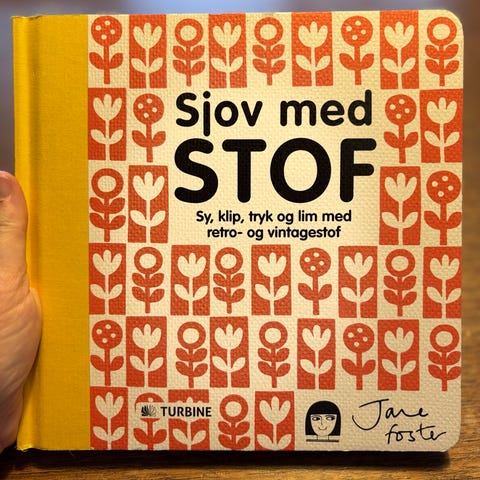 Sjov med
STOF
Sy, klip, tryk og lim med
retro- og vintagestof
TURBINE
Jane
foster